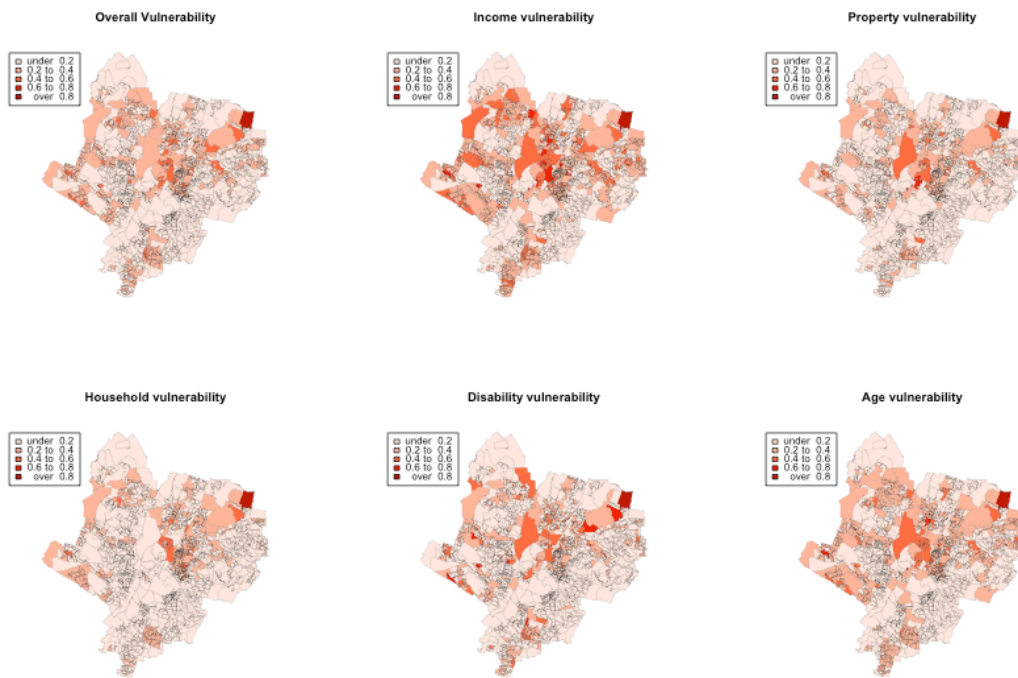 Overall Vulnerability
under 0.2
0.2 to 0.4
0.4 to 0.6
0.6 to 0.8
over 0.8
Income vulnerability
under 0.2
0.2 to 0.4
0.4 to 0.6
0.6 to 0.8
over 0.8
Property vulnerability
under 0.2
0.2 to 0.4
0.4 to 0.6
0.6 to 0.8
over 0.8
Household vulnerability
under 0.2
0.2 to 0.4
0.4 to 0.6
0.6 to 0.8
over 0.8
Disability vulnerability
under 0.2
0.2 to 0.4
0.4 to 0.6
0.6 to 0.8
over 0.8
Age vulnerability
under 0.2
0.2 to 0.4
0.4 to 0.6
0.6 to 0.8
over 0.8